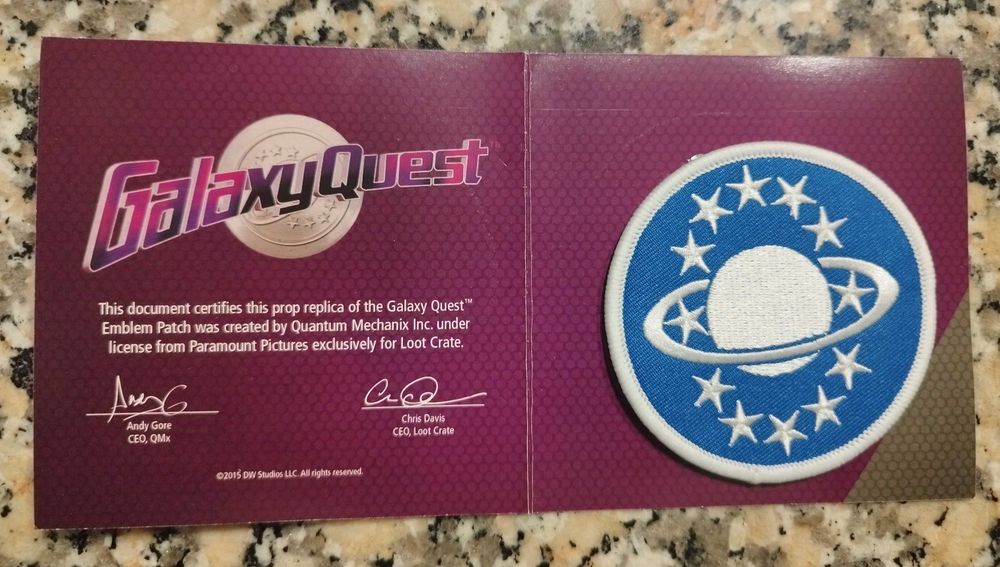 GalaxyQuest™
This document certifies this prop replica of the Galaxy Quest™
Emblem Patch was created by Quantum Mechanix Inc. under
license from Paramount Pictures exclusively for Loot Crate.
Andy Gore
CEO, QMx
Chris Davis
CEO, Loot Crate
©2015 DW Studios LLC. All rights reserved.